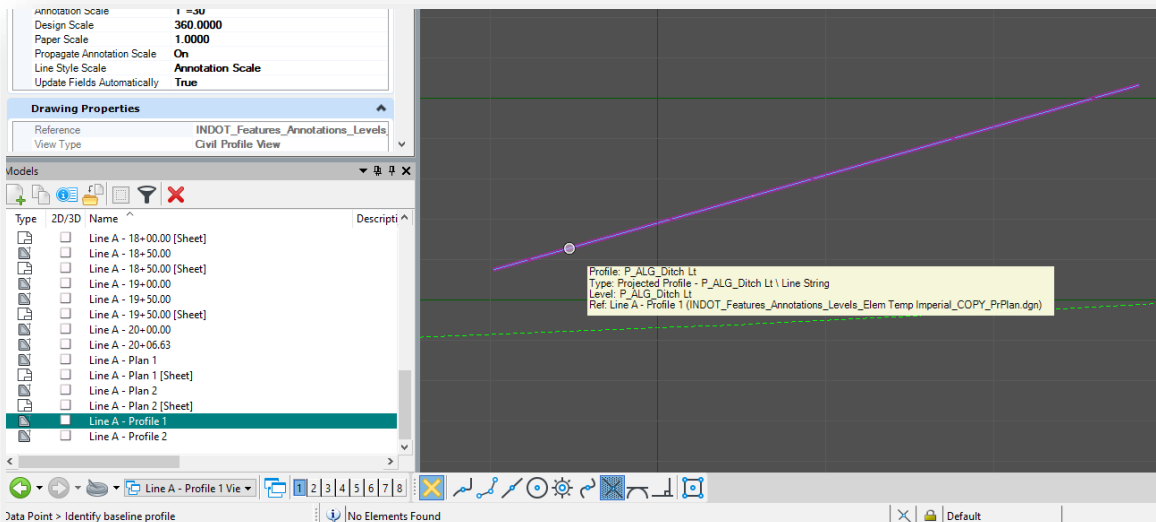 Annotation Scale 1"=30'
Design Scale 360.0000
Paper Scale 1.0000
Propagate Annotation Scale On
Line Style Scale Annotation Scale
Update Fields Automatically True
Drawing Properties
Reference INDOT_Features_Annotations_Levels_
View Type Civil Profile View
Models
Type 2D/3D Name Descripti
Line A - 18+00.00 [Sheet]
Line A - 18+50.00
Line A - 18+50.00 [Sheet]
Line A - 19+00.00
Line A - 19+50.00
Line A - 19+50.00 [Sheet]
Line A - 20+00.00
Line A - 20+06.63
Line A - Plan 1
Line A - Plan 1 [Sheet]
Line A - Plan 2
Line A - Plan 2 [Sheet]
Line A - Profile 1
Line A - Profile 2
Profile: P_ALG_Ditch Lt
Type: Projected Profile - P_ALG_Ditch Lt \ Line String
Level: P_ALG_Ditch Lt
Ref: Line A - Profile 1 (INDOT_Features_Annotations_Levels_Elem Temp Imperial_COPY_PrPlan.dgn)
Line A - Profile 1 Vie 1 2 3 4 5 6 7 8
Data Point > Identify baseline profile No Elements Found Default